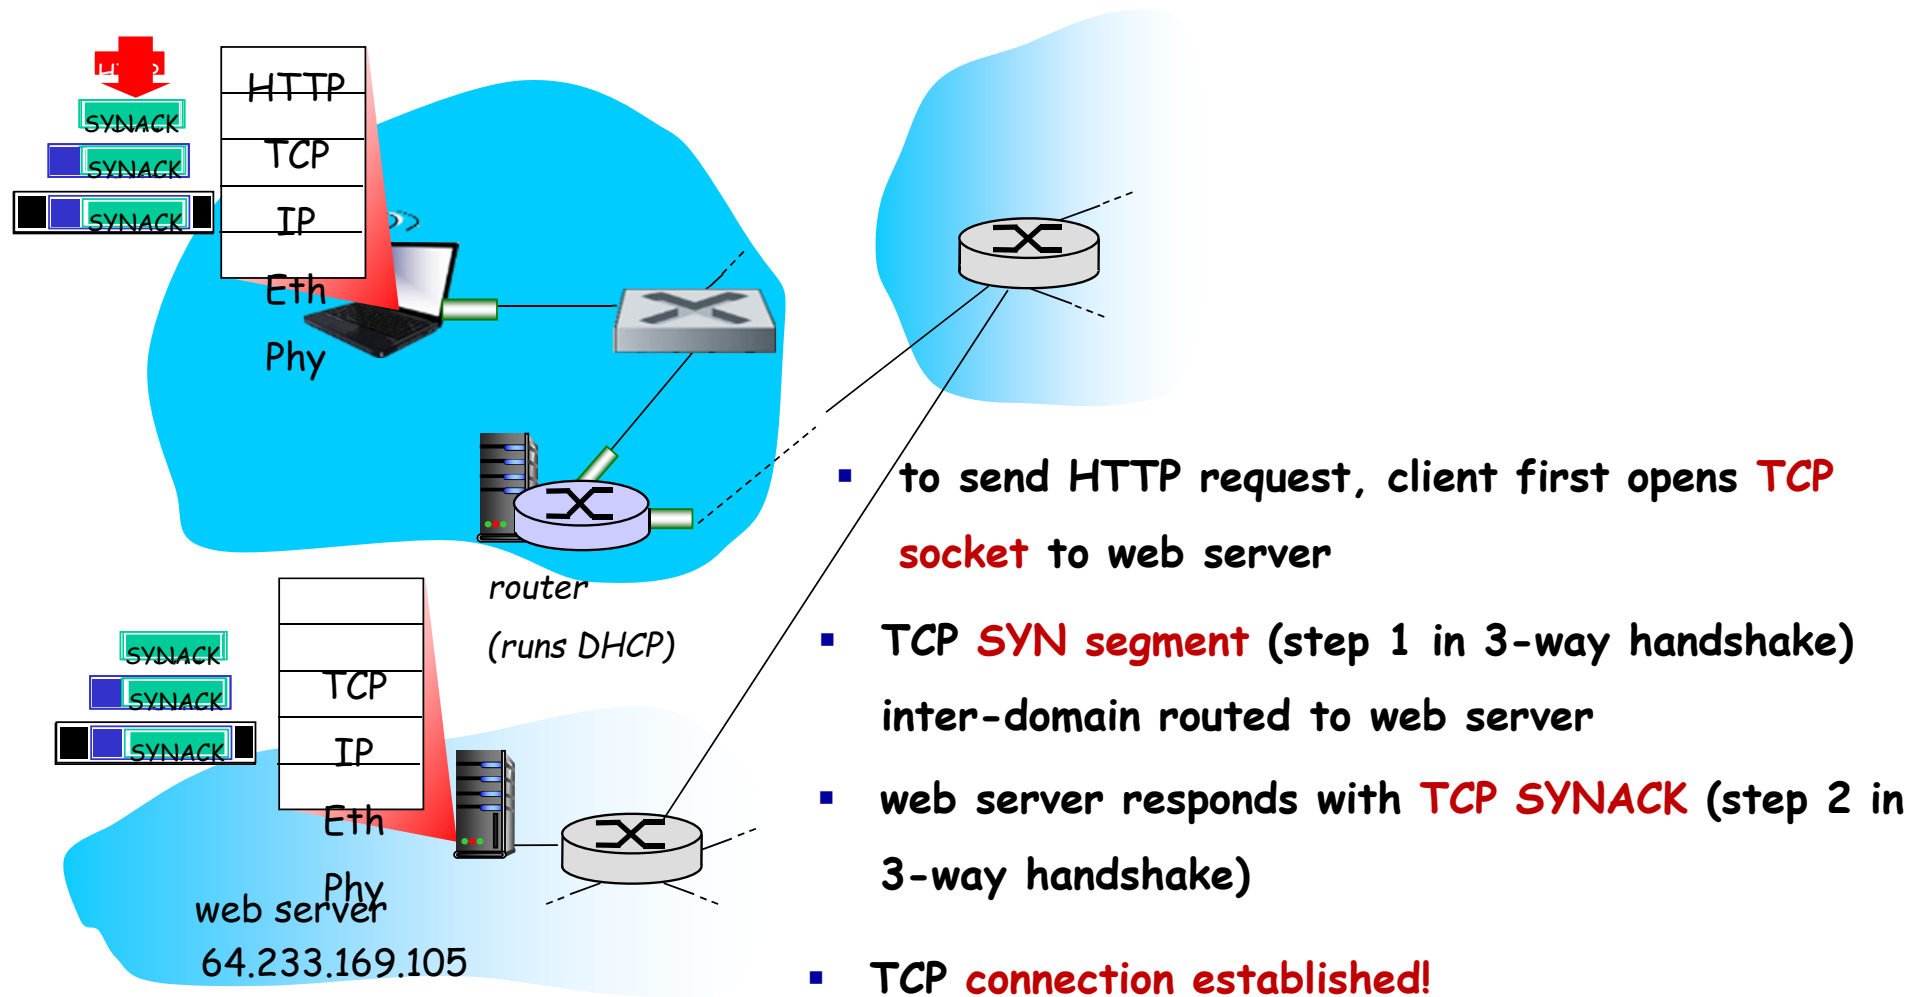 HTTP
SYNACK
HTTP
SYNACK
TCP
SYNACK
IP
Eth
Phy
router
(runs DHCP)
SYNACK
SYNACK
SYNACK
TCP
IP
Eth
Phy
web server
64.233.169.105
▪ to send HTTP request, client first opens TCP
socket to web server
▪ TCP SYN segment (step 1 in 3-way handshake)
inter-domain routed to web server
▪ web server responds with TCP SYNACK (step 2 in
3-way handshake)
▪ TCP connection established!